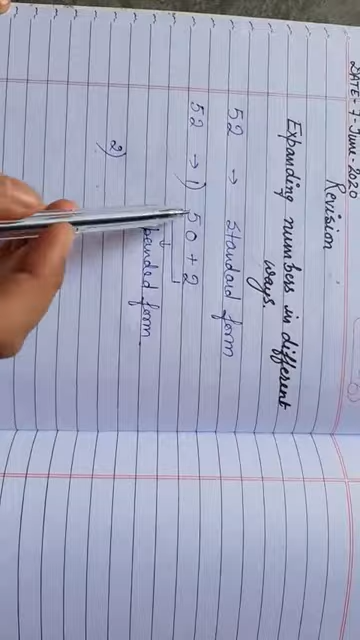 DATE - 7 - June - 2020
Revision
Expanding numbers in different
ways.
52 → Standard form
52 → 1) 50 + 2
panded form.
2)